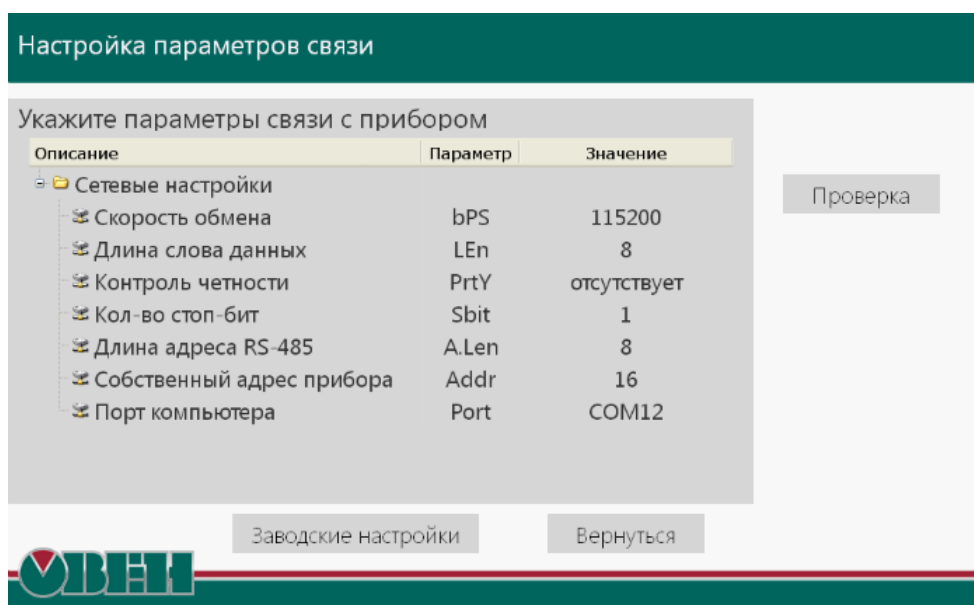 Настройка параметров связи
Укажите параметры связи с прибором
Описание Параметр Значение
Сетевые настройки
Скорость обмена bPS 115200
Длина слова данных LEn 8
Контроль четности PrtY отсутствует
Кол-во стоп-бит Sbit 1
Длина адреса RS-485 A.Len 8
Собственный адрес прибора Addr 16
Порт компьютера Port COM12
Проверка
Заводские настройки Вернуться
ОВЕН